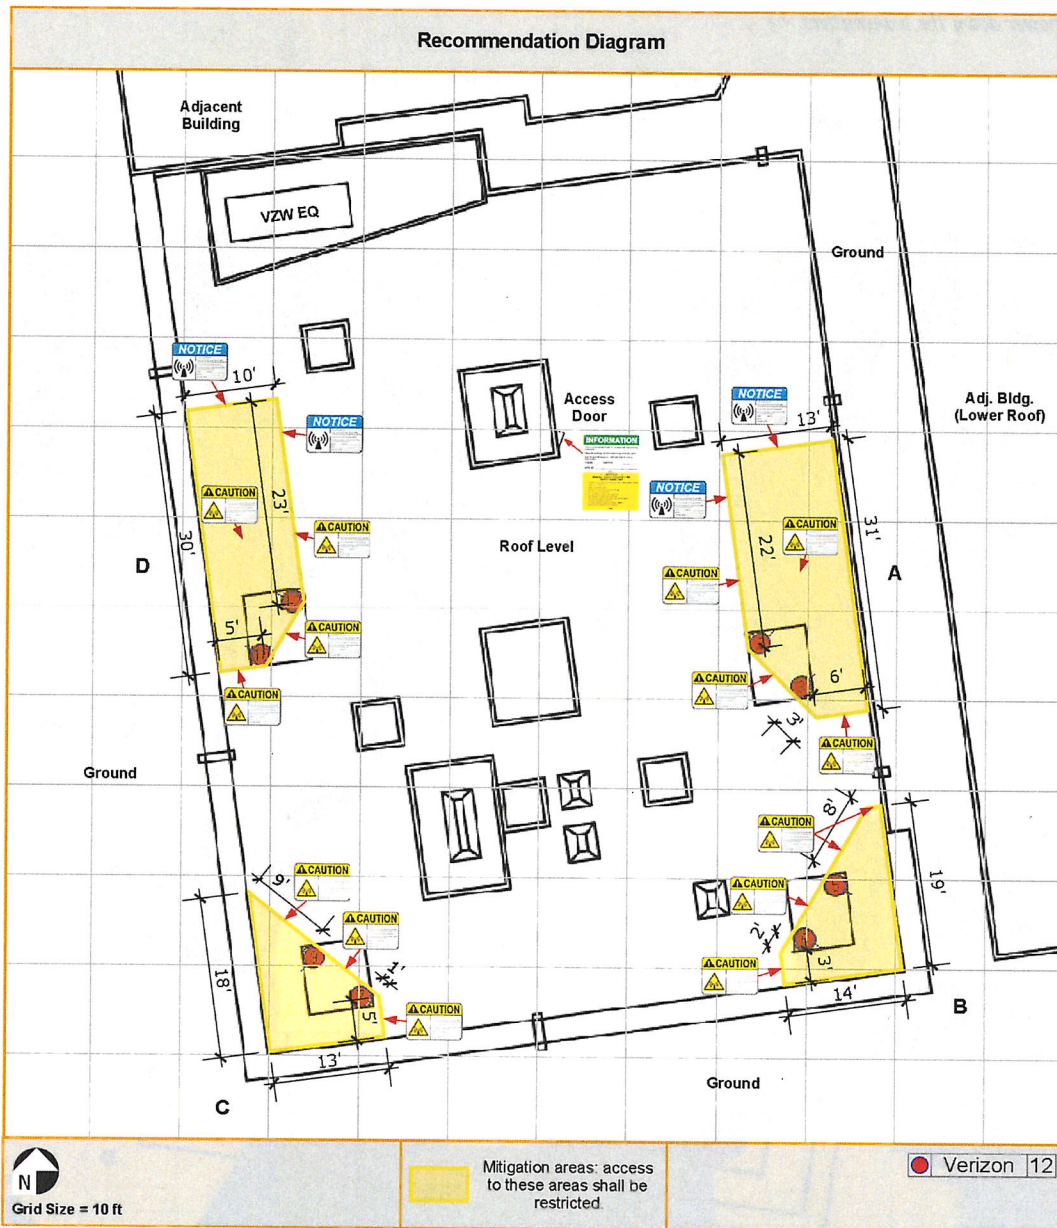 Recommendation Diagram
Adjacent
Building
VZW EQ
Ground
NOTICE
10'
Access
Door
NOTICE
13'
Adj. Bldg.
(Lower Roof)
NOTICE
INFORMATION
NOTICE
CAUTION
23'
CAUTION
30'
D
Roof Level
CAUTION
31'
22'
A
CAUTION
5'
CAUTION
CAUTION
CAUTION
6'
3'
CAUTION
Ground
8'
CAUTION
CAUTION
9'
CAUTION
19'
CAUTION
2'
CAUTION
3'
18'
1'
CAUTION
5'
14'
B
13'
Ground
C
N
Grid Size = 10 ft
Mitigation areas: access
to these areas shall be
restricted.
Verizon 12